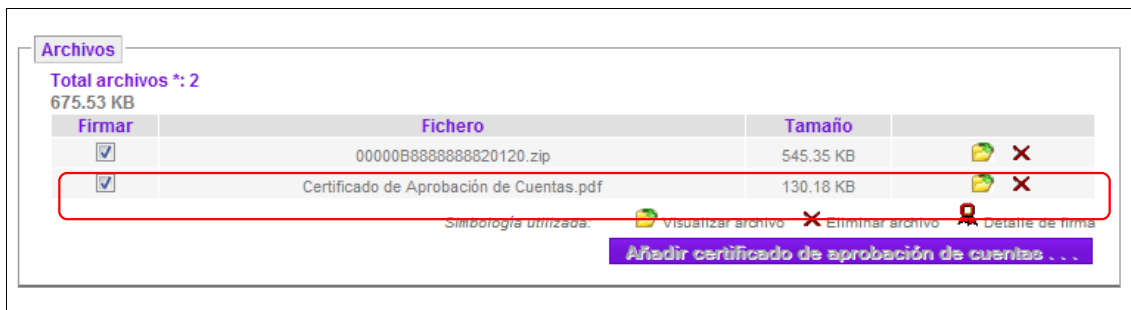 Archivos
Total archivos *: 2
675.53 KB
Firmar Fichero Tamaño
00000B8888888820120.zip 545.35 KB
Certificado de Aprobación de Cuentas.pdf 130.18 KB
Simbología utilizada: Visualizar archivo Eliminar archivo Detalle de firma
Añadir certificado de aprobación de cuentas . . .